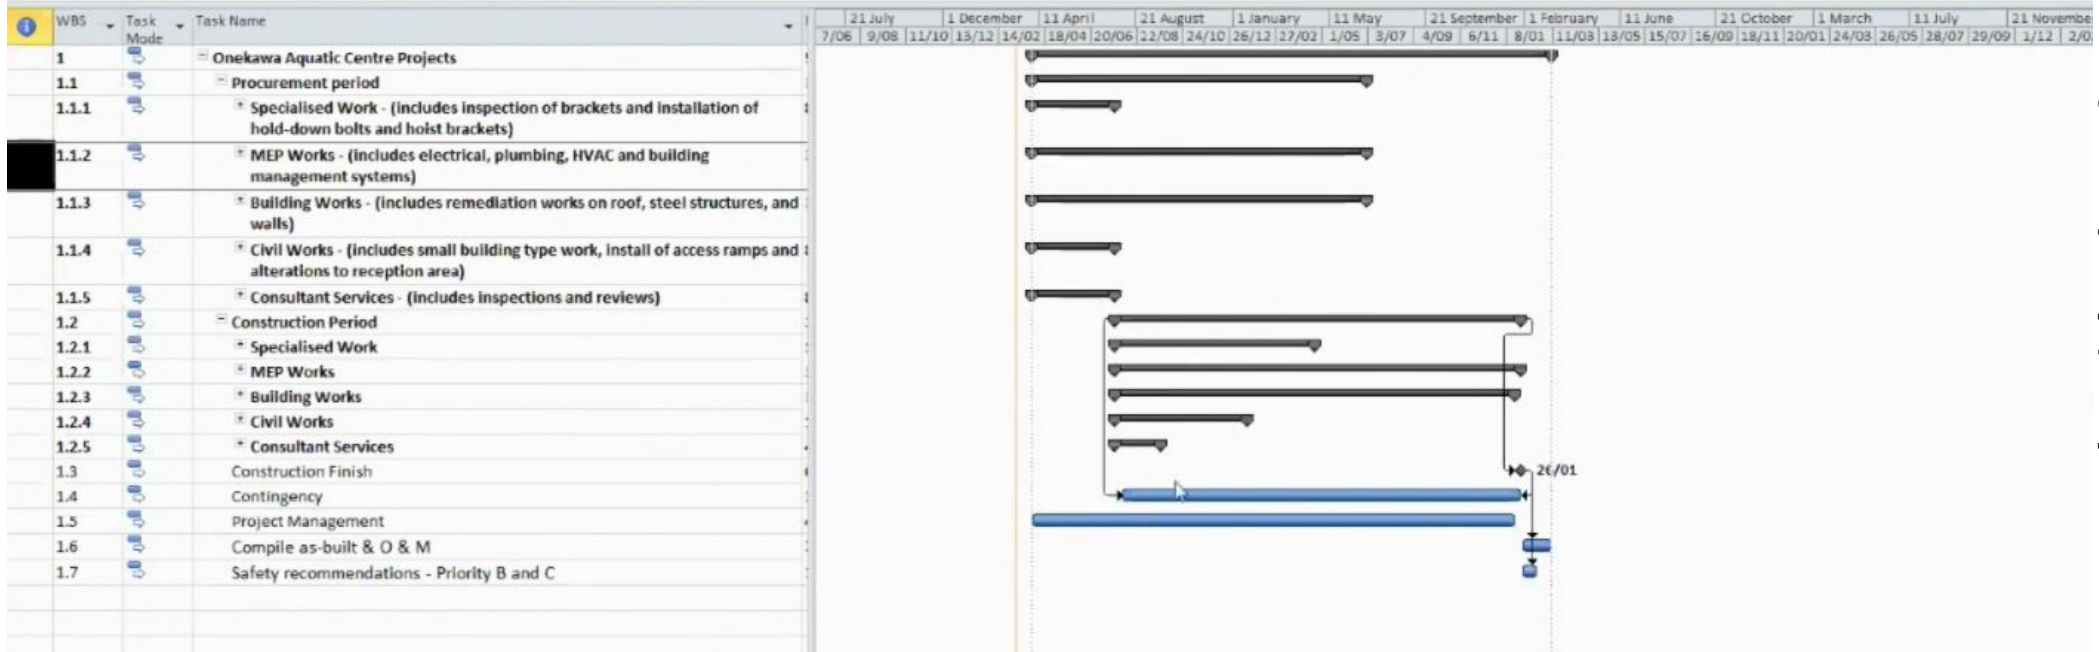 WBS Task Mode Task Name
21 July 1 December 11 April 21 August 1 January 11 May 21 September 1 February 11 June 21 October 1 March 11 July 21 Novembe
7/06 9/08 11/10 13/12 14/02 18/04 20/06 22/08 24/10 26/12 27/02 1/05 3/07 4/09 6/11 8/01 11/03 13/05 15/07 16/09 18/11 20/01 24/03 26/05 28/07 29/09 1/12
1 Onekawa Aquatic Centre Projects
1.1 Procurement period
1.1.1 Specialised Work - (includes inspection of brackets and installation of
hold-down bolts and hoist brackets)
1.1.2 MEP Works - (includes electrical, plumbing, HVAC and building
management systems)
1.1.3 Building Works - (includes remediation works on roof, steel structures, and
walls)
1.1.4 Civil Works - (includes small building type work, install of access ramps and
alterations to reception area)
1.1.5 Consultant Services - (includes inspections and reviews)
1.2 Construction Period
1.2.1 Specialised Work
1.2.2 MEP Works
1.2.3 Building Works
1.2.4 Civil Works
1.2.5 Consultant Services
1.3 Construction Finish 26/01
1.4 Contingency
1.5 Project Management
1.6 Compile as-built & O & M
1.7 Safety recommendations - Priority B and C